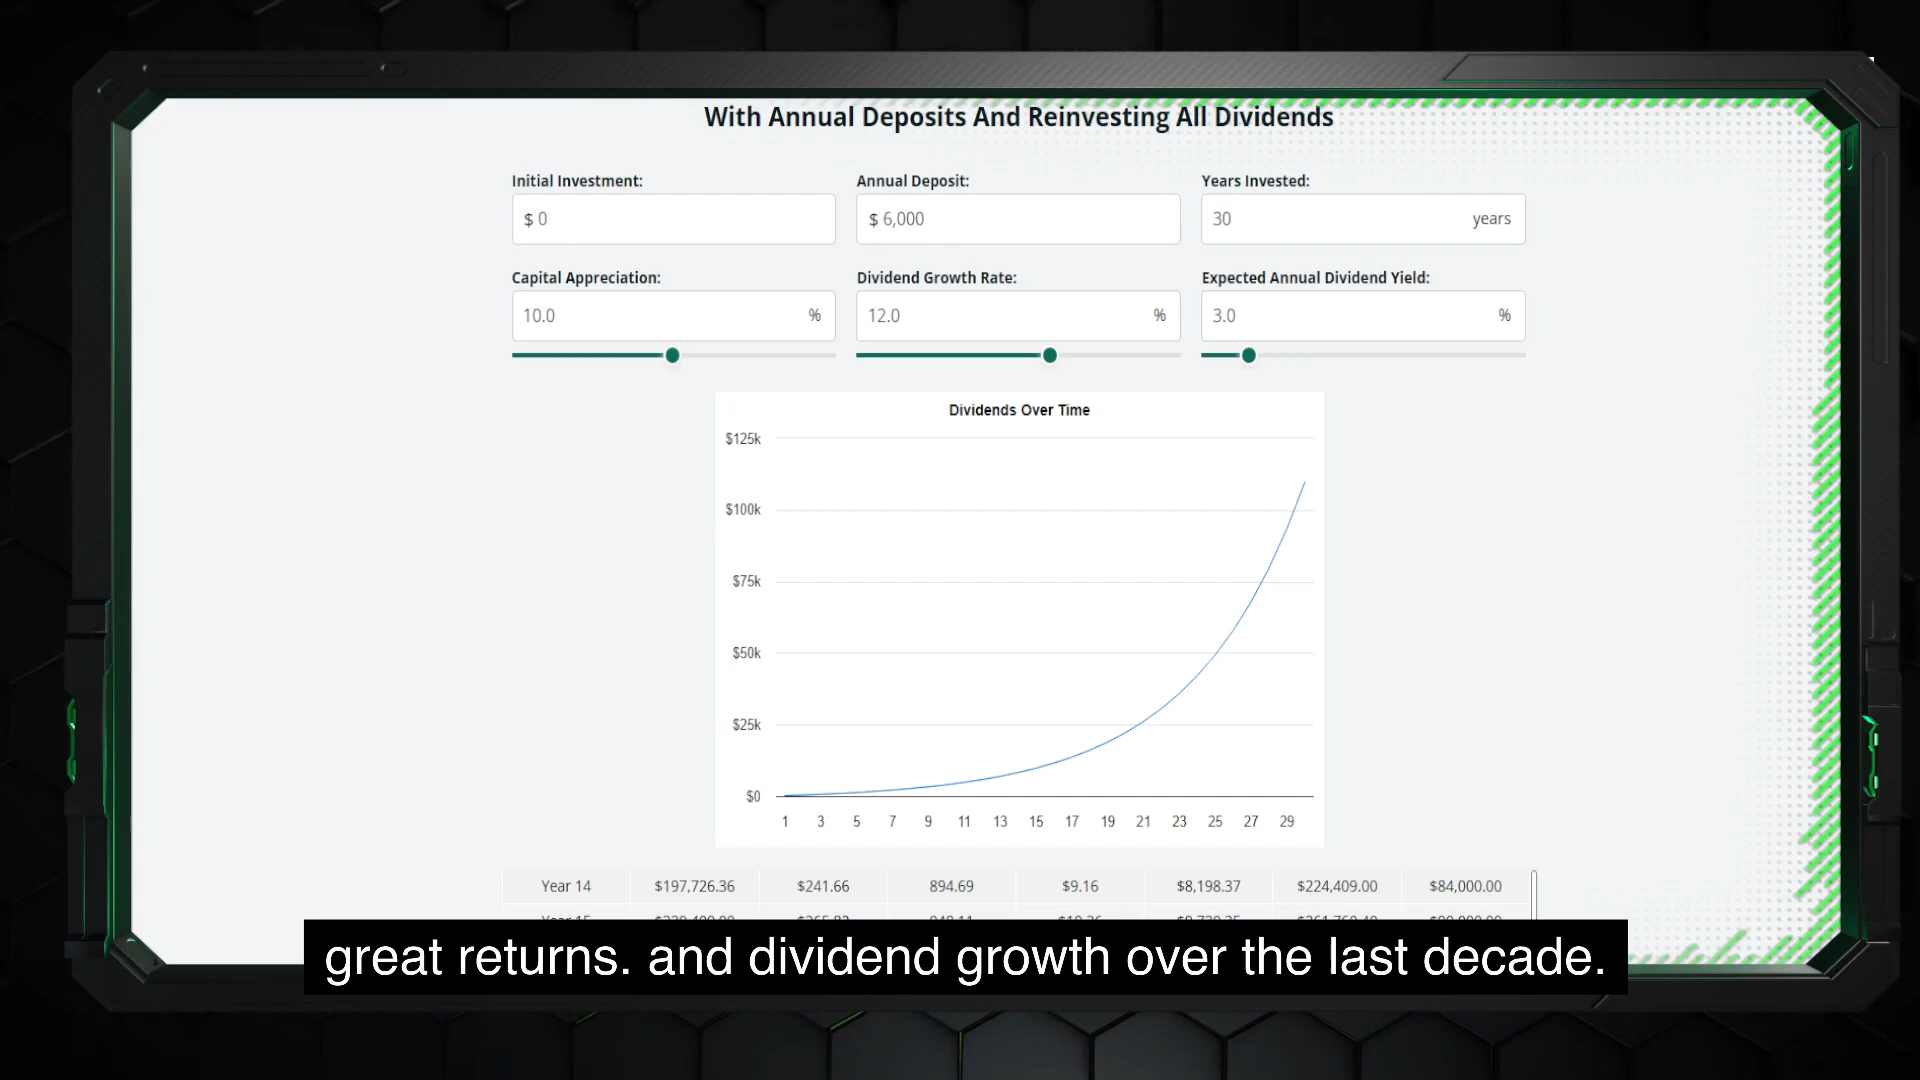 With Annual Deposits And Reinvesting All Dividends
Initial Investment: Annual Deposit: Years Invested:
$ 0 $ 6,000 30 years
Capital Appreciation: Dividend Growth Rate: Expected Annual Dividend Yield:
10.0 % 12.0 % 3.0 %
Dividends Over Time
$125k
$100k
$75k
$50k
$25k
$0
1 3 5 7 9 11 13 15 17 19 21 23 25 27 29
Year 14 $197,726.36 $241.66 894.69 $9.16 $8,198.37 $224,409.00 $84,000.00
great returns. and dividend growth over the last decade.